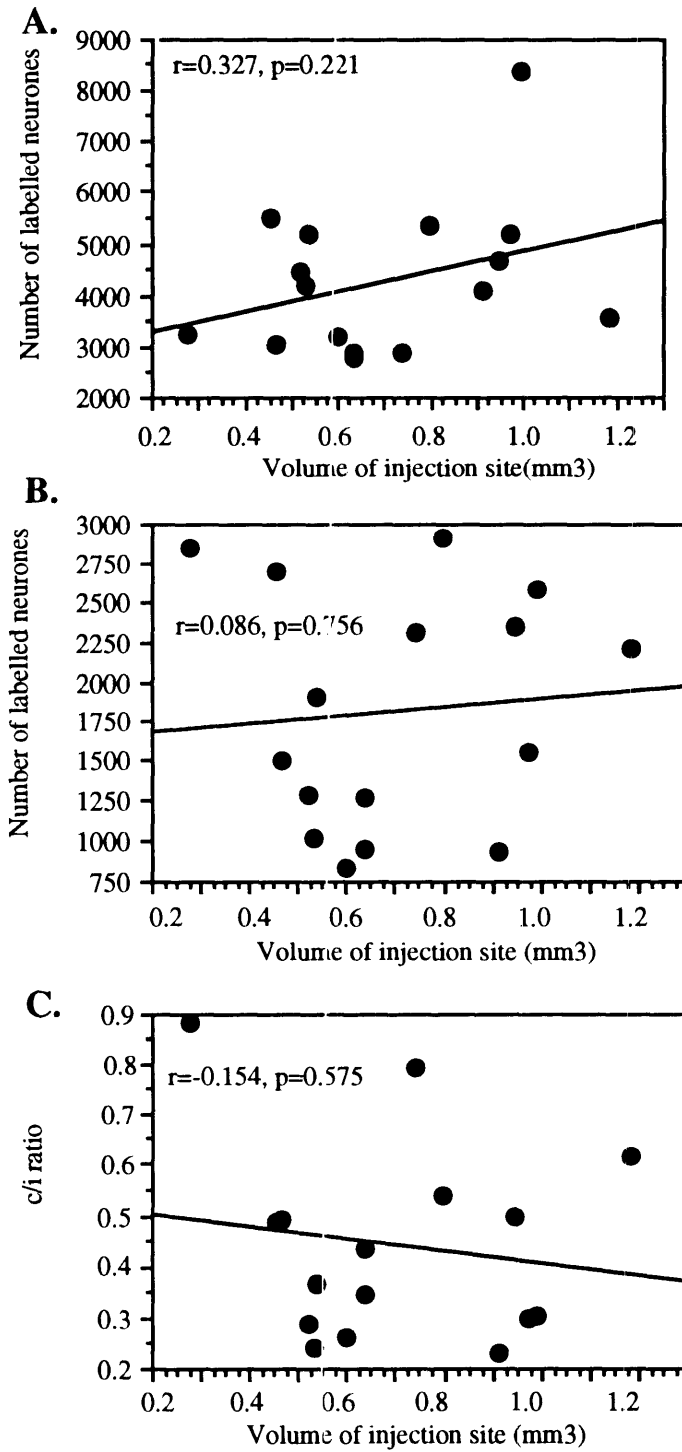 A.
Number of labelled neurones
9000
8000
7000
6000
5000
4000
3000
2000
r=0.327, p=0.221
0.2 0.4 0.6 0.8 1.0 1.2
Volume of injection site(mm3)
B.
Number of labelled neurones
3000
2750
2500
2250
2000
1750
1500
1250
1000
750
r=0.086, p=0.756
0.2 0.4 0.6 0.8 1.0 1.2
Volume of injection site (mm3)
C.
c/i ratio
0.9
0.8
0.7
0.6
0.5
0.4
0.3
0.2
r=-0.154, p=0.575
0.2 0.4 0.6 0.8 1.0 1.2
Volume of injection site (mm3)